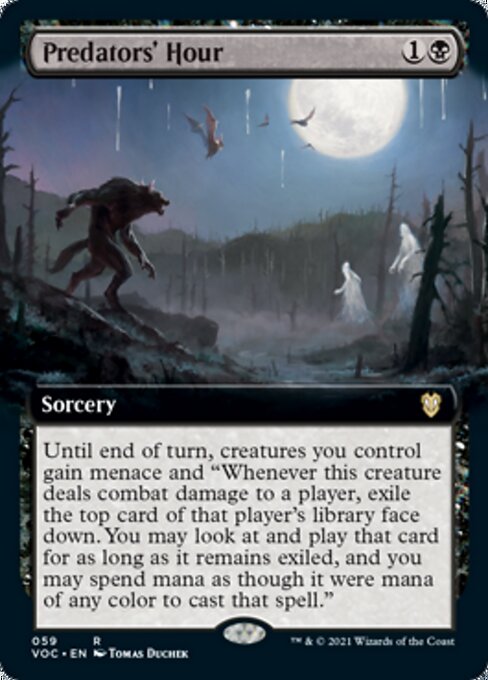 Predators' Hour 1
Sorcery
Until end of turn, creatures you control
gain menace and “Whenever this creature
deals combat damage to a player, exile
the top card of that player's library face
down. You may look at and play that card
for as long as it remains exiled, and you
may spend mana as though it were mana
of any color to cast that spell.”
059 R
VOC • EN Tomas Duchek
™ & © 2021 Wizards of the Coast